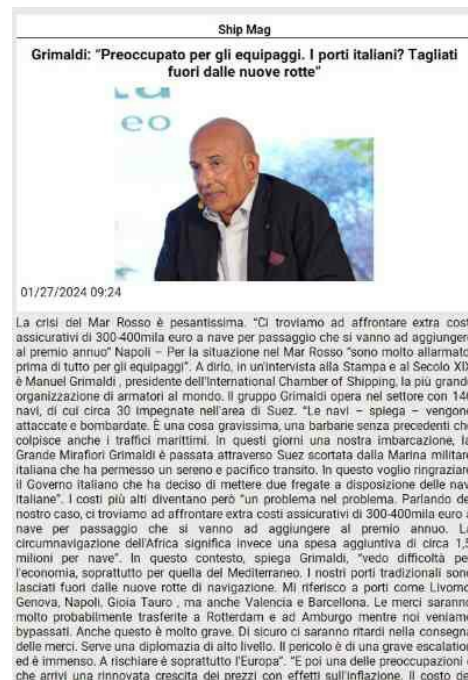 Ship Mag
Grimaldi: “Preoccupato per gli equipaggi. I porti italiani? Tagliati
fuori dalle nuove rotte”
eo
01/27/2024 09:24
La crisi del Mar Rosso è pesantissima. “Ci troviamo ad affrontare extra cost
assicurativi di 300-400mila euro a nave per passaggio che si vanno ad aggiungere
al premio annuo” Napoli – Per la situazione nel Mar Rosso “sono molto allarmato
prima di tutto per gli equipaggi”. A dirlo, in un'intervista alla Stampa e al Secolo XIX
è Manuel Grimaldi , presidente dell'International Chamber of Shipping, la più grand
organizzazione di armatori al mondo. Il gruppo Grimaldi opera nel settore con 140
navi, di cui circa 30 impegnate nell'area di Suez. “Le navi – spiega – vengono
attaccate e bombardate. È una cosa gravissima, una barbarie senza precedenti che
colpisce anche i traffici marittimi. In questi giorni una nostra imbarcazione, la
Grande Mirafiori Grimaldi è passata attraverso Suez scortata dalla Marina militare
italiana che ha permesso un sereno e pacifico transito. In questo voglio ringraziare
il Governo italiano che ha deciso di mettere due fregate a disposizione delle nav
italiane”. I costi più alti diventano però “un problema nel problema. Parlando de
nostro caso, ci troviamo ad affrontare extra costi assicurativi di 300-400mila euro a
nave per passaggio che si vanno ad aggiungere al premio annuo. La
circumnavigazione dell'Africa significa invece una spesa aggiuntiva di circa 1,5
milioni per nave”. In questo contesto, spiega Grimaldi, “vedo difficoltà per
l'economia, soprattutto per quella del Mediterraneo. I nostri porti tradizionali sono
lasciati fuori dalle nuove rotte di navigazione. Mi riferisco a porti come Livorno,
Genova, Napoli, Gioia Tauro , ma anche Valencia e Barcellona. Le merci saranno
molto probabilmente trasferite a Rotterdam e ad Amburgo mentre noi veniamo
bypassati. Anche questo è molto grave. Di sicuro ci saranno ritardi nella consegna
delle merci. Serve una diplomazia di alto livello. Il pericolo è di una grave escalation
ed è immenso. A rischiare è soprattutto l'Europa”. “E poi una delle preoccupazioni è
che arrivi una rinnovata crescita dei prezzi con effetti sull'inflazione. Il costo de